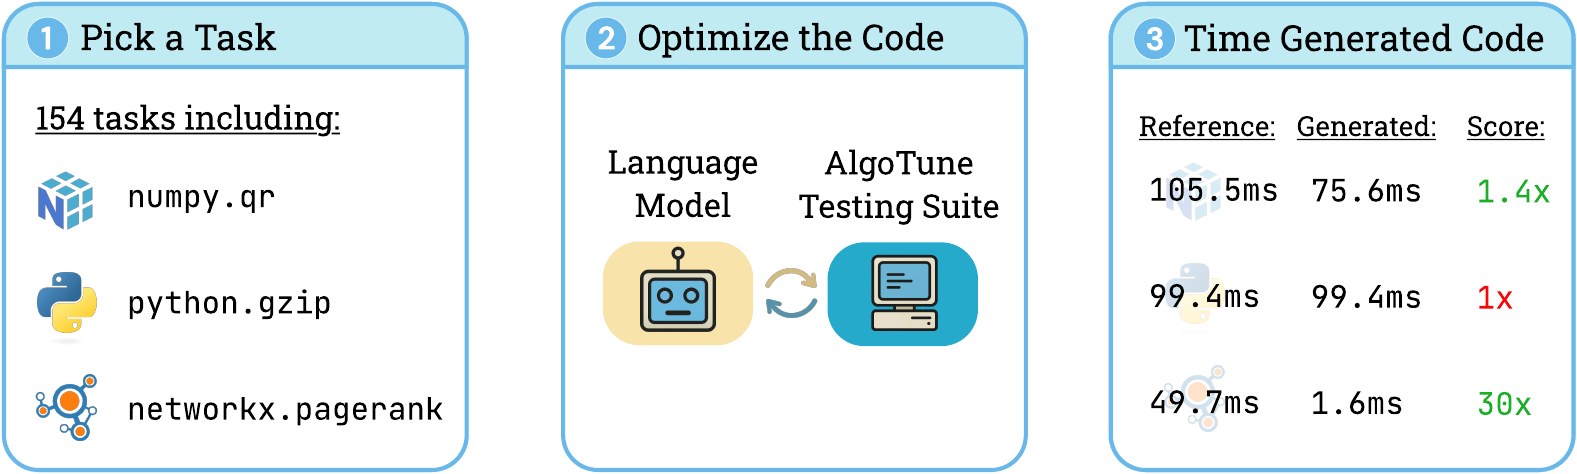 1 Pick a Task
154 tasks including:
numpy.qr
python.gzip
networkx.pagerank
2 Optimize the Code
Language Model
AlgoTune Testing Suite
3 Time Generated Code
Reference: Generated: Score:
105.5ms 75.6ms 1.4x
99.4ms 99.4ms 1x
49.7ms 1.6ms 30x